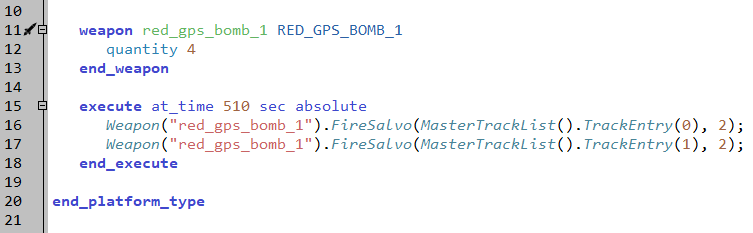 10
11 weapon red_gps_bomb_1 RED_GPS_BOMB_1
12 quantity 4
13 end_weapon
14
15 execute at_time 510 sec absolute
16 Weapon("red_gps_bomb_1").FireSalvo(MasterTrackList().TrackEntry(0), 2);
17 Weapon("red_gps_bomb_1").FireSalvo(MasterTrackList().TrackEntry(1), 2);
18 end_execute
19
20 end_platform_type
21